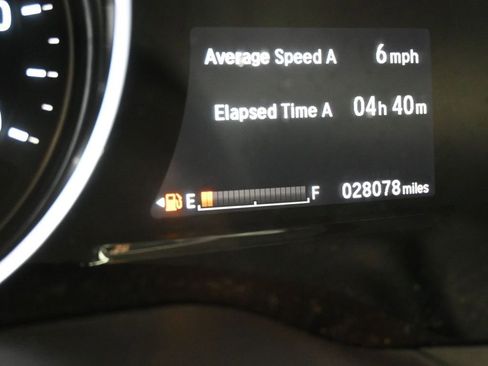 Average Speed A 6 mph
Elapsed Time A 04h 40m
E F 028078 miles